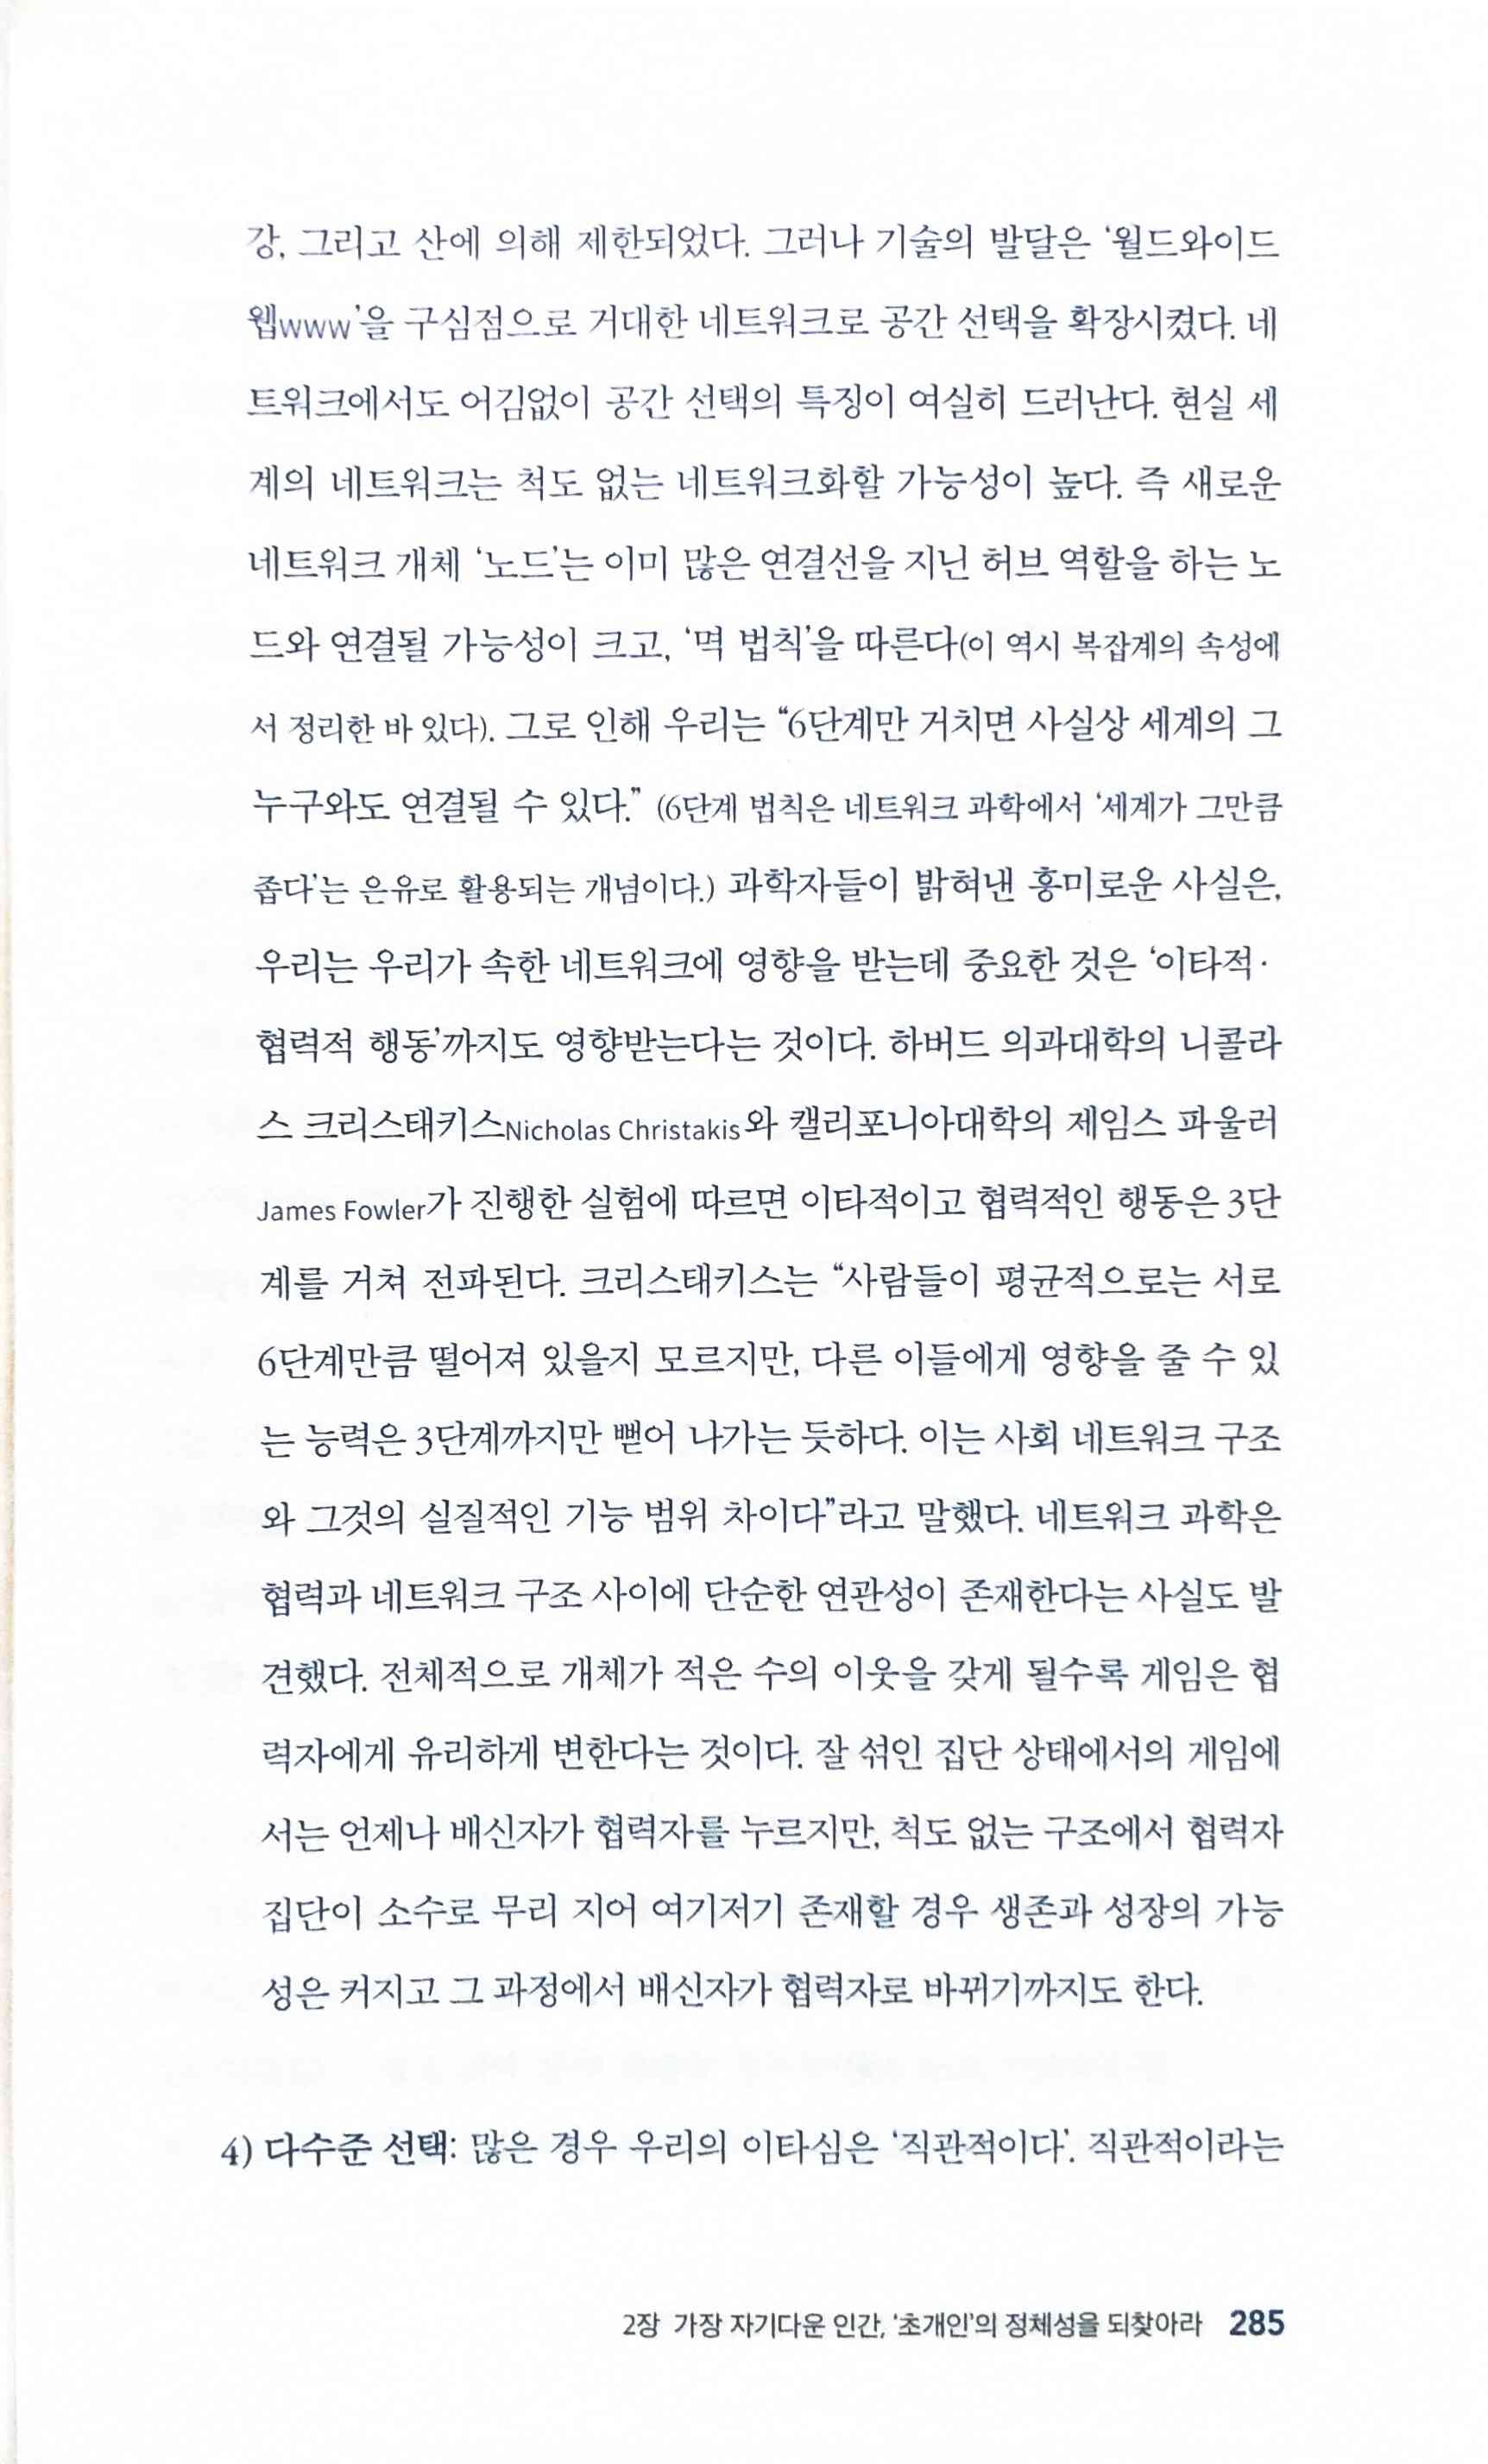 강, 그리고 산에 의해 제한되었다. 그러나 기술의 발달은 ‘월드와이드
웹www’을 구심점으로 거대한 네트워크로 공간 선택을 확장시켰다. 네
트워크에서도 어김없이 공간 선택의 특징이 여실히 드러난다. 현실 세
계의 네트워크는 척도 없는 네트워크화할 가능성이 높다. 즉 새로운
네트워크 개체 ‘노드’는 이미 많은 연결선을 지닌 허브 역할을 하는 노
드와 연결될 가능성이 크고, ‘멱 법칙’을 따른다(이 역시 복잡계의 속성에
서 정리한 바 있다). 그로 인해 우리는 “6단계만 거치면 사실상 세계의 그
누구와도 연결될 수 있다.” (6단계 법칙은 네트워크 과학에서 ‘세계가 그만큼
좁다’는 은유로 활용되는 개념이다.) 과학자들이 밝혀낸 흥미로운 사실은,
우리는 우리가 속한 네트워크에 영향을 받는데 중요한 것은 ‘이타적·
협력적 행동’까지도 영향받는다는 것이다. 하버드 의과대학의 니콜라
스 크리스태키스Nicholas Christakis와 캘리포니아대학의 제임스 파울러
James Fowler가 진행한 실험에 따르면 이타적이고 협력적인 행동은 3단
계를 거쳐 전파된다. 크리스태키스는 “사람들이 평균적으로는 서로
6단계만큼 떨어져 있을지 모르지만, 다른 이들에게 영향을 줄 수 있
는 능력은 3단계까지만 뻗어 나가는 듯하다. 이는 사회 네트워크 구조
와 그것의 실질적인 기능 범위 차이다”라고 말했다. 네트워크 과학은
협력과 네트워크 구조 사이에 단순한 연관성이 존재한다는 사실도 발
견했다. 전체적으로 개체가 적은 수의 이웃을 갖게 될수록 게임은 협
력자에게 유리하게 변한다는 것이다. 잘 섞인 집단 상태에서의 게임에
서는 언제나 배신자가 협력자를 누르지만, 척도 없는 구조에서 협력자
집단이 소수로 무리 지어 여기저기 존재할 경우 생존과 성장의 가능
성은 커지고 그 과정에서 배신자가 협력자로 바뀌기까지도 한다.
4) 다수준 선택: 많은 경우 우리의 이타심은 ‘직관적이다’. 직관적이라는
2장 가장 자기다운 인간, ‘초개인’의 정체성을 되찾아라 285